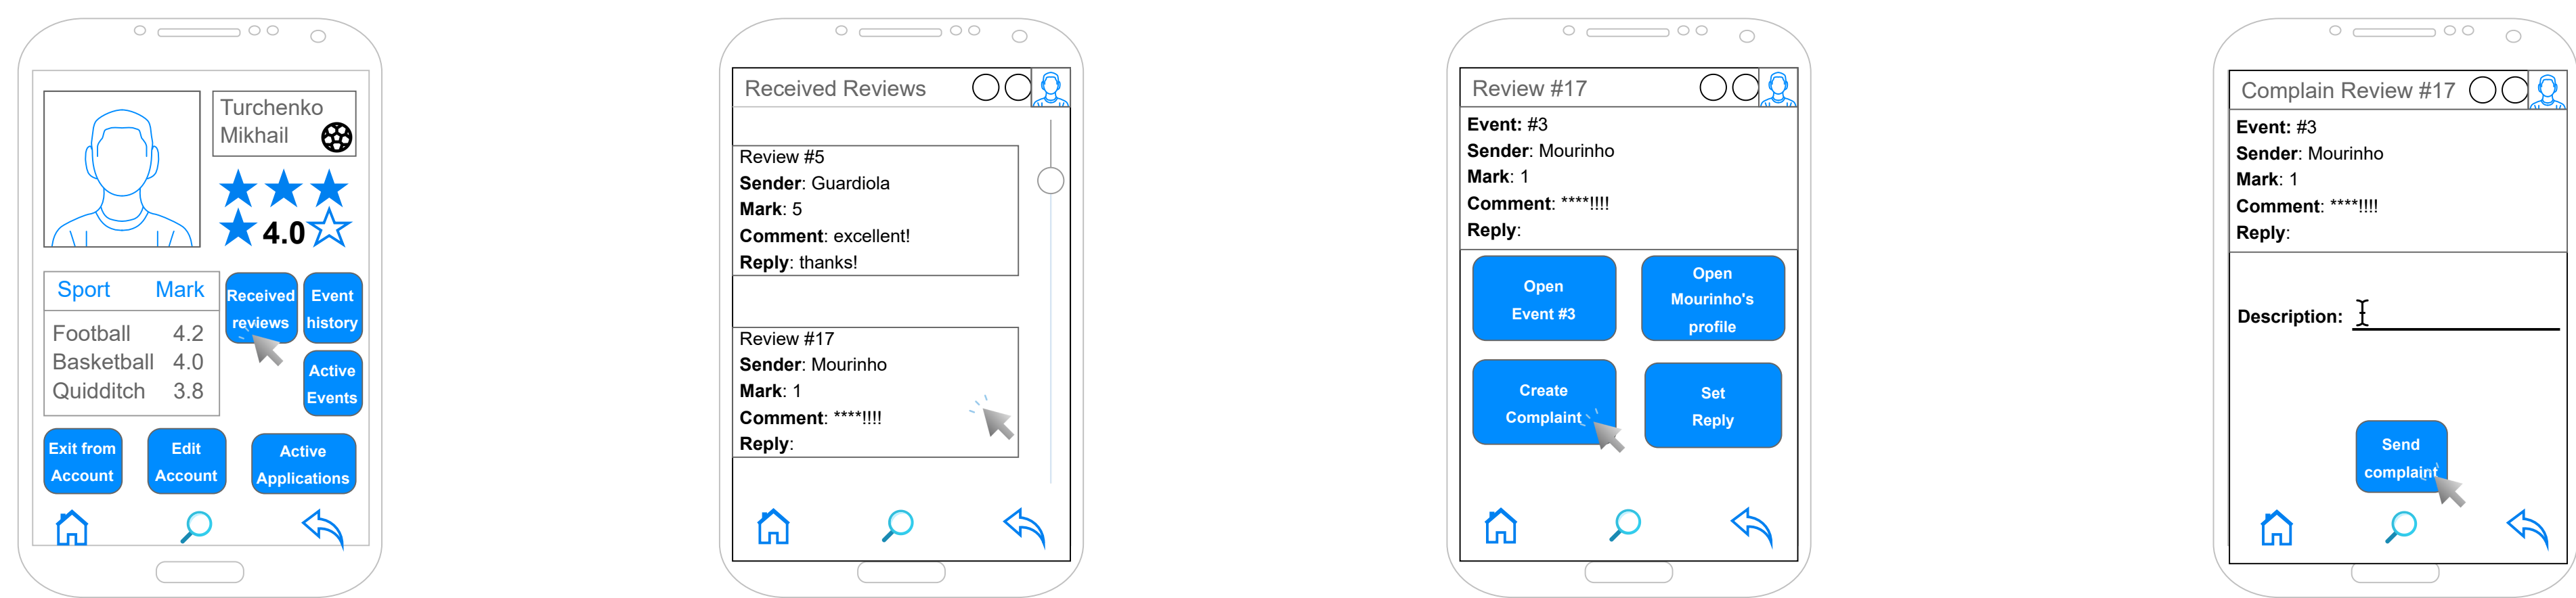 Turchenko
Mikhail
4.0
Sport Mark
Football 4.2
Basketball 4.0
Quidditch 3.8
Received
reviews
Event
history
Active
Events
Exit from
Account
Edit
Account
Active
Applications
Received Reviews
Review #5
Sender: Guardiola
Mark: 5
Comment: excellent!
Reply: thanks!
Review #17
Sender: Mourinho
Mark: 1
Comment: ****!!!!
Reply:
Review #17
Event: #3
Sender: Mourinho
Mark: 1
Comment: ****!!!!
Reply:
Open
Event #3
Open
Mourinho's
profile
Create
Complaint
Set
Reply
Complain Review #17
Event: #3
Sender: Mourinho
Mark: 1
Comment: ****!!!!
Reply:
Description:
Send
complaint